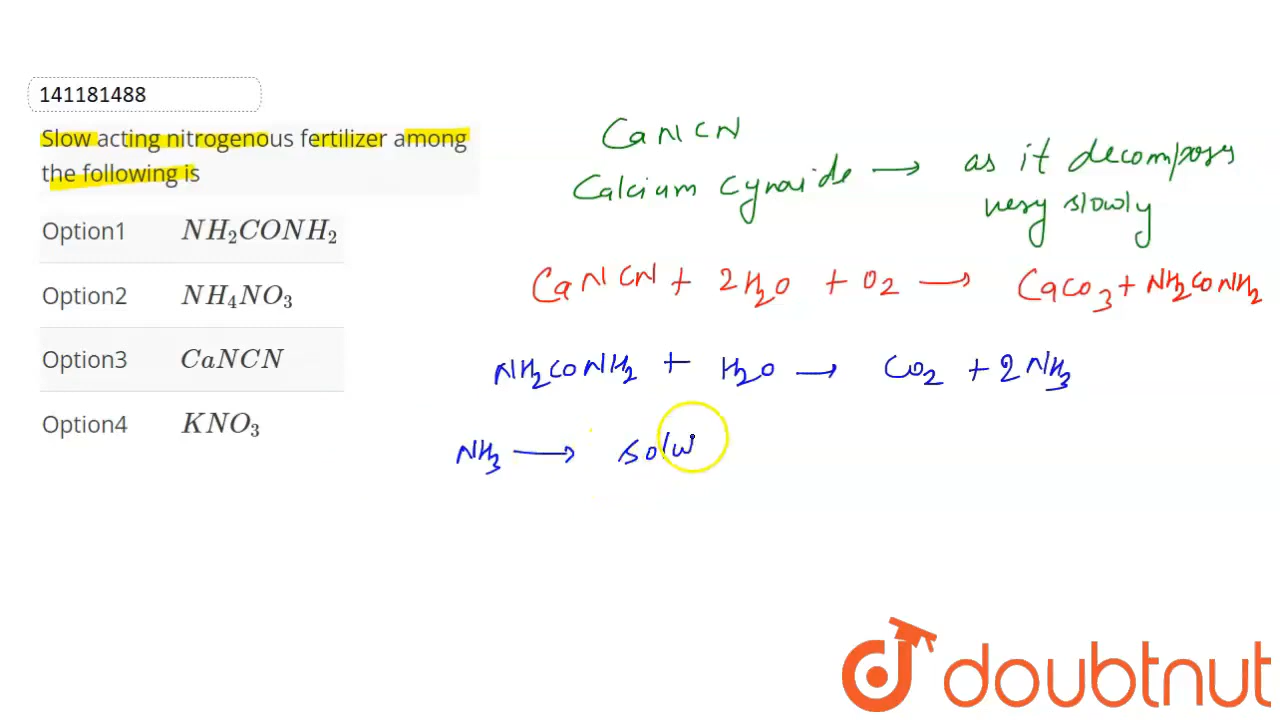 141181488
Slow acting nitrogenous fertilizer among
the following is
Option1 NH₂CONH₂
Option2 NH₄NO₃
Option3 CaNCN
Option4 KNO₃
CaNCN
Calcium Cynaide → as it decomposes
very slowly
CaNCN + 2H₂O + O₂ → CaCO₃ + NH₂CONH₂
NH₂CONH₂ + H₂O → CO₂ + 2NH₃
NH₃ → solw
doubtnut